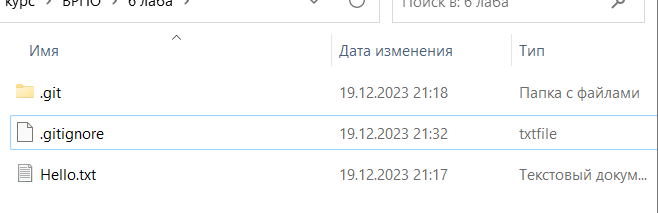 курс > ВРПО > 6 лаба
Поиск в: 6 лаба
Имя Дата изменения Тип
.git 19.12.2023 21:18 Папка с файлами
.gitignore 19.12.2023 21:32 txtfile
Hello.txt 19.12.2023 21:17 Текстовый докум...